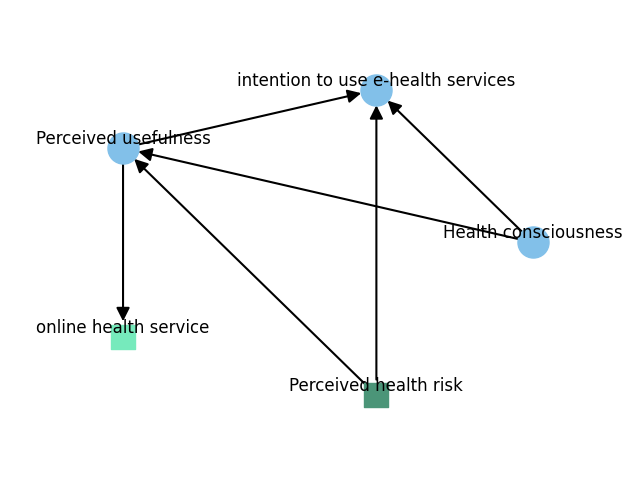 intention to use e-health services
Perceived usefulness
Health consciousness
online health service
Perceived health risk